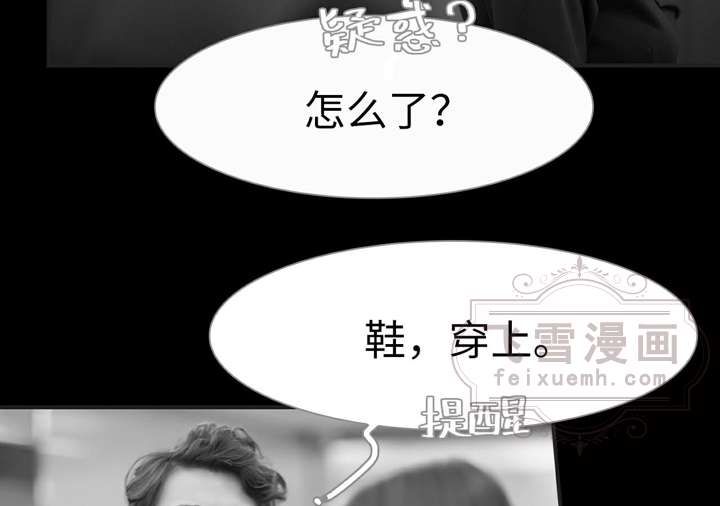 疑惑？
怎么了？
鞋，穿上。
飞雪漫画
feixuemh.com
提醒